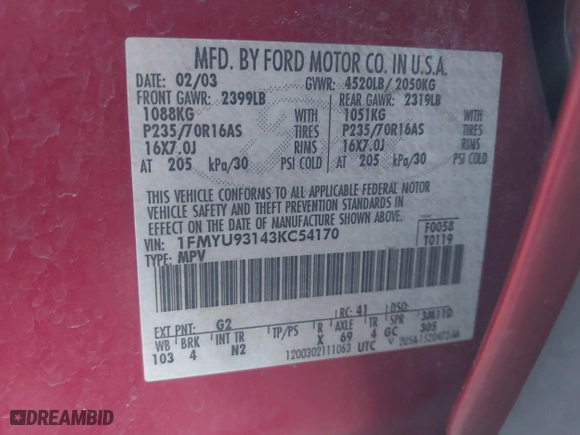 MFD. BY FORD MOTOR CO. IN U.S.A.
DATE 02/03 GVWR: 4520LB/ 2050KG
FRONT GAWR: 2399LB REAR GAWR: 2319LB
1088KG WITH 1051KG WITH
P235/70R16AS TIRES P235/70R16AS TIRES
16X7.0J RIMS 16X7.0J RIMS
AT 205 kPa/30 PSI COLD AT 205 kPa/30 PSI COLD
THIS VEHICLE CONFORMS TO ALL APPLICABLE FEDERAL MOTOR
VEHICLE SAFETY AND THEFT PREVENTION STANDARDS IN
EFFECT ON THE DATE OF MANUFACTURE SHOWN ABOVE.
VIN: 1FMYU93143KC54170 F0058
TYPE: MPV T0119
RC: 41 DSO:
EXT PNT: G2
WB BRK INT TR TP/PS R AXLE TR SPR 3M11D
103 4 N2 X 69 4 GC 305
1200302111063 UTC
DREAMBID